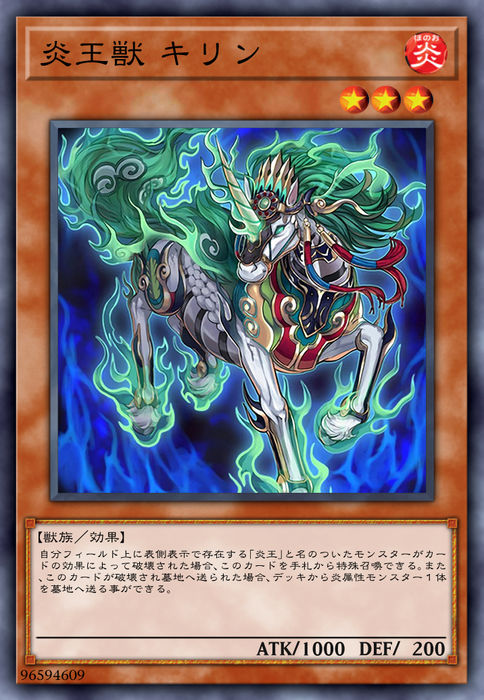 炎王獣 キリン
ほのお
炎
【獣族／効果】
自分フィールド上に表側表示で存在する「炎王」と名のついたモンスターがカー
ドの効果によって破壊された場合、このカードを手札から特殊召喚できる。また
、このカードが破壊され墓地へ送られた場合、デッキから炎属性モンスター１体
を墓地へ送る事ができる。
ATK/1000 DEF/ 200
96594609